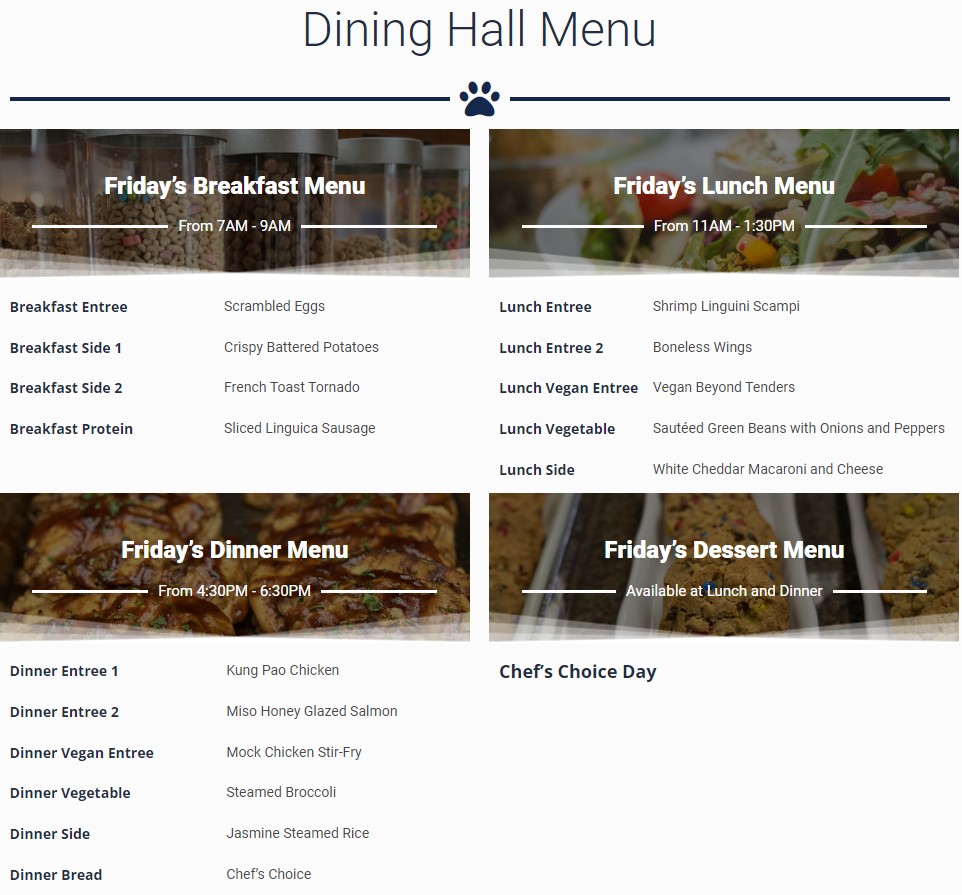 Dining Hall Menu
Friday’s Breakfast Menu
From 7AM - 9AM
Breakfast Entree Scrambled Eggs
Breakfast Side 1 Crispy Battered Potatoes
Breakfast Side 2 French Toast Tornado
Breakfast Protein Sliced Linguica Sausage
Friday’s Lunch Menu
From 11AM - 1:30PM
Lunch Entree Shrimp Linguini Scampi
Lunch Entree 2 Boneless Wings
Lunch Vegan Entree Vegan Beyond Tenders
Lunch Vegetable Sautéed Green Beans with Onions and Peppers
Lunch Side White Cheddar Macaroni and Cheese
Friday’s Dinner Menu
From 4:30PM - 6:30PM
Dinner Entree 1 Kung Pao Chicken
Dinner Entree 2 Miso Honey Glazed Salmon
Dinner Vegan Entree Mock Chicken Stir-Fry
Dinner Vegetable Steamed Broccoli
Dinner Side Jasmine Steamed Rice
Dinner Bread Chef’s Choice
Friday’s Dessert Menu
Available at Lunch and Dinner
Chef’s Choice Day